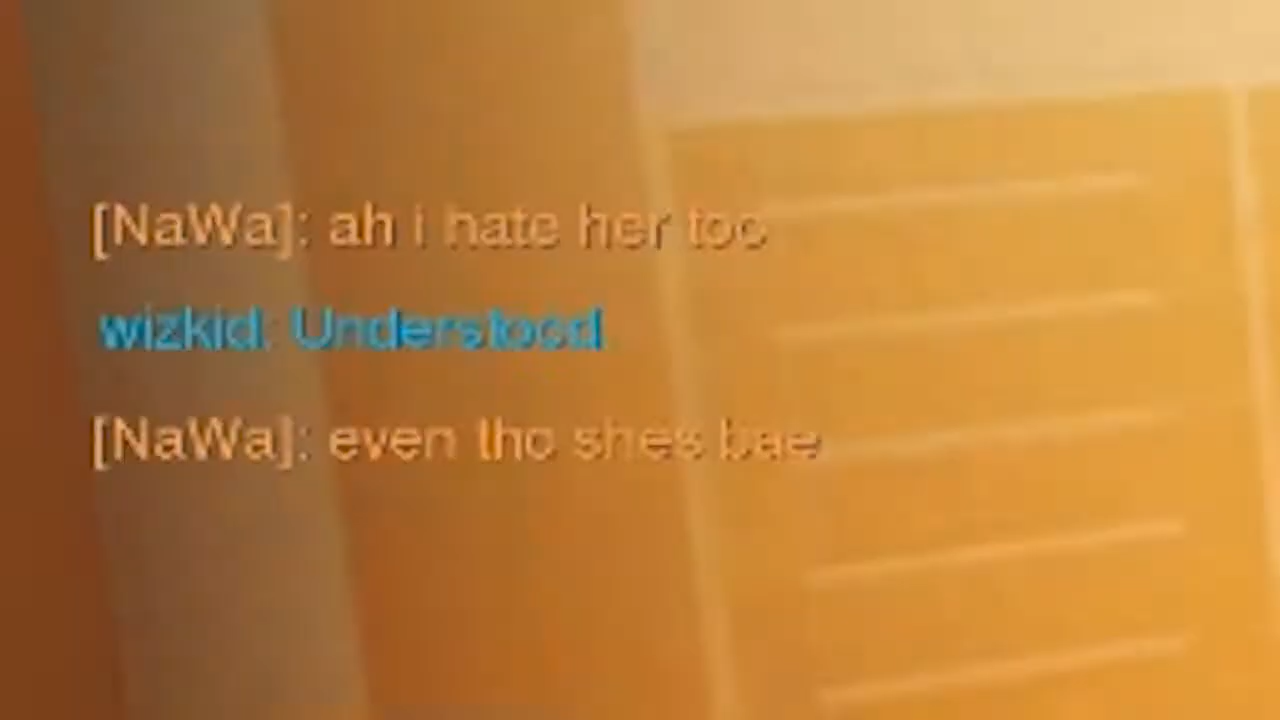 [NaWa]: ah i hate her too
wizkid: Understood
[NaWa]: even tho shes bae